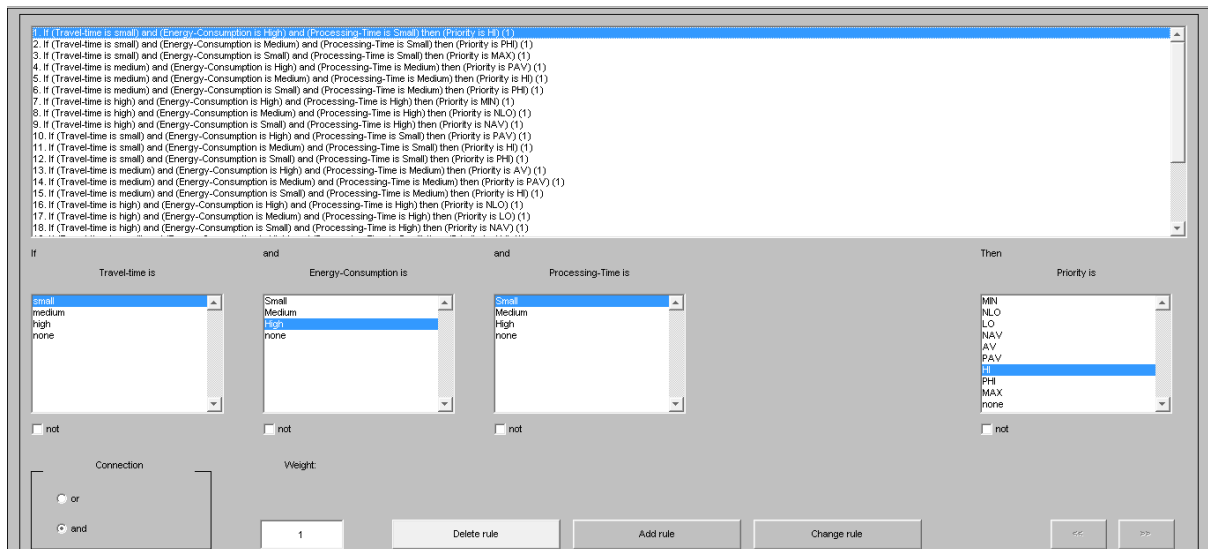 1. If (Travel-time is small) and (Energy-Consumption is High) and (Processing-Time is Small) then (Priority is HI) (1)
2. If (Travel-time is small) and (Energy-Consumption is Medium) and (Processing-Time is Small) then (Priority is PHI) (1)
3. If (Travel-time is small) and (Energy-Consumption is Small) and (Processing-Time is Small) then (Priority is MAX) (1)
4. If (Travel-time is medium) and (Energy-Consumption is High) and (Processing-Time is Medium) then (Priority is PAV) (1)
5. If (Travel-time is medium) and (Energy-Consumption is Medium) and (Processing-Time is Medium) then (Priority is HI) (1)
6. If (Travel-time is medium) and (Energy-Consumption is Small) and (Processing-Time is Medium) then (Priority is PHI) (1)
7. If (Travel-time is high) and (Energy-Consumption is High) and (Processing-Time is High) then (Priority is MIN) (1)
8. If (Travel-time is high) and (Energy-Consumption is Medium) and (Processing-Time is High) then (Priority is NLO) (1)
9. If (Travel-time is high) and (Energy-Consumption is Small) and (Processing-Time is High) then (Priority is NAV) (1)
10. If (Travel-time is small) and (Energy-Consumption is High) and (Processing-Time is Small) then (Priority is PAV) (1)
11. If (Travel-time is small) and (Energy-Consumption is Medium) and (Processing-Time is Small) then (Priority is HI) (1)
12. If (Travel-time is small) and (Energy-Consumption is Small) and (Processing-Time is Small) then (Priority is PHI) (1)
13. If (Travel-time is medium) and (Energy-Consumption is High) and (Processing-Time is Medium) then (Priority is AV) (1)
14. If (Travel-time is medium) and (Energy-Consumption is Medium) and (Processing-Time is Medium) then (Priority is PAV) (1)
15. If (Travel-time is medium) and (Energy-Consumption is Small) and (Processing-Time is Medium) then (Priority is HI) (1)
16. If (Travel-time is high) and (Energy-Consumption is High) and (Processing-Time is High) then (Priority is NLO) (1)
17. If (Travel-time is high) and (Energy-Consumption is Medium) and (Processing-Time is High) then (Priority is LO) (1)
18. If (Travel-time is high) and (Energy-Consumption is Small) and (Processing-Time is High) then (Priority is NAV) (1)
If and and Then
Travel-time is Energy-Consumption is Processing-Time is Priority is
small
medium
high
none
Small
Medium
High
none
Small
Medium
High
none
MIN
NLO
LO
NAV
AV
PAV
HI
PHI
MAX
none
not not not not
Connection Weight:
or
and 1 Delete rule Add rule Change rule << >>